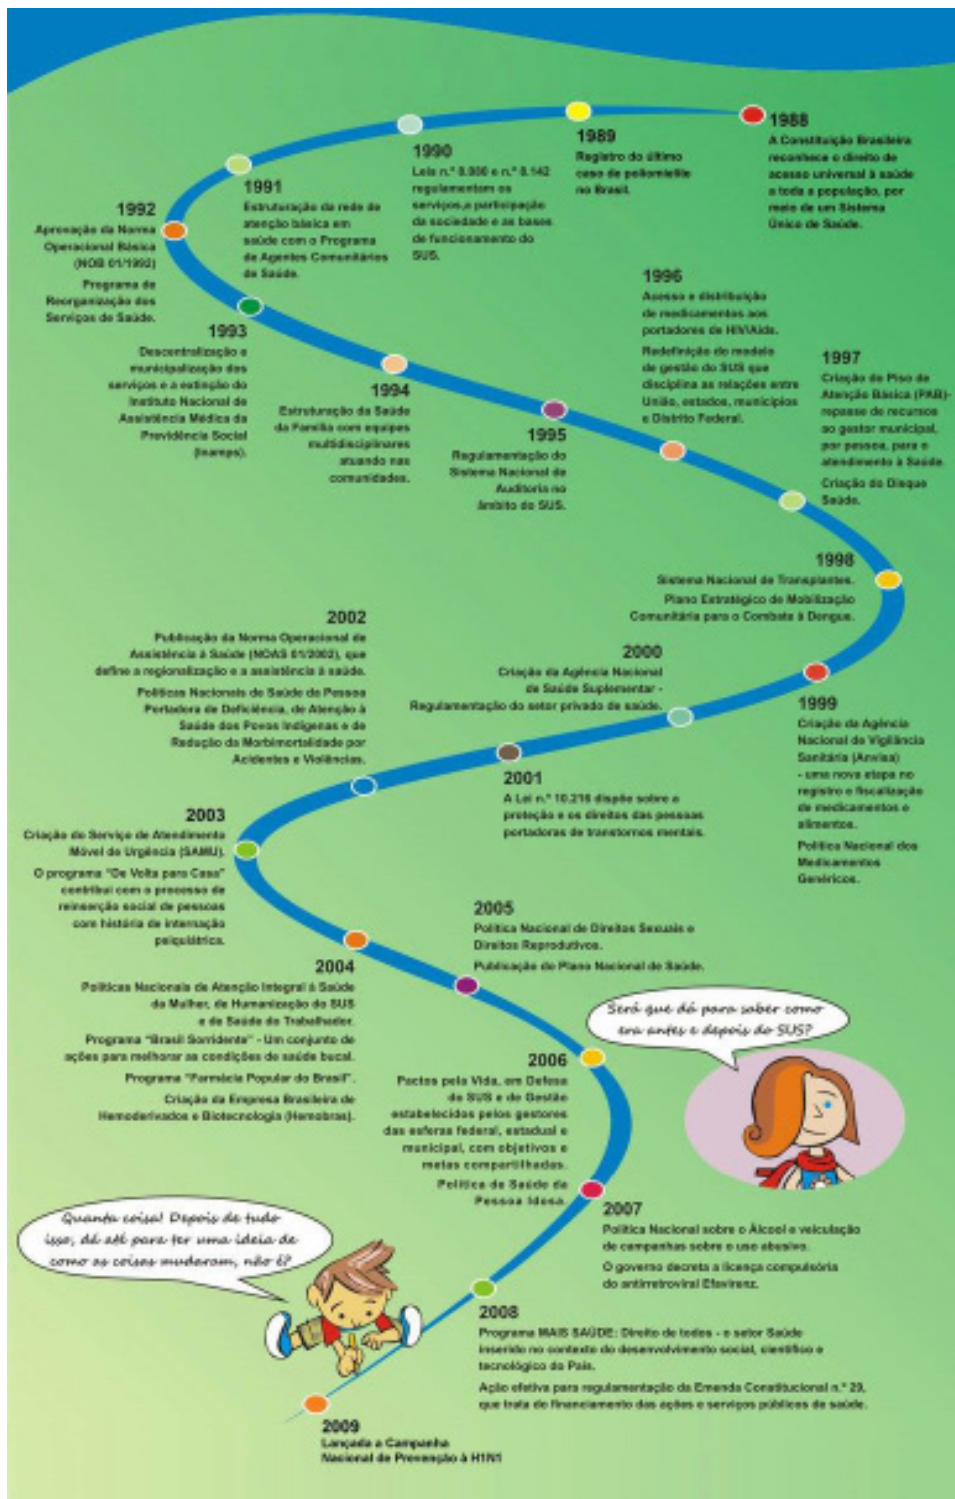 1988
A Constituição Brasileira
reconhece o direito de
acesso universal à saúde
a toda a população, por
meio de um Sistema
Único de Saúde.
1989
Registro do último
caso de poliomielite
no Brasil.
1990
Leis n.º 8.080 e n.º 8.142
regulamentam os
serviços,a participação
da sociedade e as bases
de funcionamento do
SUS.
1991
Estruturação da rede de
atenção básica em
saúde com o Programa
de Agentes Comunitários
de Saúde.
1992
Aprovação da Norma
Operacional Básica
(NOB 01/1992)
Programa de
Reorganização dos
Serviços de Saúde.
1993
Descentralização e
municipalização dos
serviços e a extinção do
Instituto Nacional de
Assistência Médica da
Previdência Social
(Inamps).
1994
Estruturação da Saúde
da Família com equipes
multidisciplinares
atuando nas
comunidades.
1995
Regulamentação do
Sistema Nacional de
Auditoria no
âmbito do SUS.
1996
Acesso e distribuição
de medicamentos aos
portadores de HIV/Aids.
Redefinição do modelo
de gestão do SUS que
disciplina as relações entre
União, estados, municípios
e Distrito Federal.
1997
Criação do Piso de
Atenção Básica (PAB)-
repasse de recursos
ao gestor municipal,
por pessoa, para o
atendimento à Saúde.
Criação do Disque
Saúde.
1998
Sistema Nacional de Transplantes.
Plano Estratégico de Mobilização
Comunitária para o Combate à Dengue.
1999
Criação da Agência
Nacional de Vigilância
Sanitária (Anvisa)
- uma nova etapa no
registro e fiscalização
de medicamentos e
alimentos.
Política Nacional dos
Medicamentos
Genéricos.
2000
Criação da Agência Nacional
de Saúde Suplementar -
Regulamentação do setor privado de saúde.
2001
A Lei n.º 10.216 dispõe sobre a
proteção e os direitos das pessoas
portadoras de transtornos mentais.
2002
Publicação da Norma Operacional de
Assistência à Saúde (NOAS 01/2002), que
define a regionalização e a assistência à saúde.
Políticas Nacionais de Saúde da Pessoa
Portadora de Deficiência, de Atenção à
Saúde dos Povos Indígenas e de
Redução da Morbimortalidade por
Acidentes e Violências.
2003
Criação do Serviço de Atendimento
Móvel de Urgência (SAMU).
O programa “De Volta para Casa”
contribui com o processo de
reinserção social de pessoas
com história de internação
psiquiátrica.
2004
Políticas Nacionais de Atenção Integral à Saúde
da Mulher, de Humanização do SUS
e de Saúde do Trabalhador.
Programa “Brasil Sorridente” - Um conjunto de
ações para melhorar as condições de saúde bucal.
Programa “Farmácia Popular do Brasil”.
Criação da Empresa Brasileira de
Hemoderivados e Biotecnologia (Hemobras).
2005
Política Nacional de Direitos Sexuais e
Direitos Reprodutivos.
Publicação do Plano Nacional de Saúde.
Será que dá para saber como
era antes e depois do SUS?
2006
Pactos pela Vida, em Defesa
do SUS e de Gestão
estabelecidos pelos gestores
das esferas federal, estadual e
municipal, com objetivos e
metas compartilhadas.
Política de Saúde da
Pessoa Idosa.
2007
Política Nacional sobre o Álcool e veiculação
de campanhas sobre o uso abusivo.
O governo decreta a licença compulsória
do antirretroviral Efavirenz.
Quanta coisa! Depois de tudo
isso, dá até para ter uma ideia de
como as coisas mudaram, não é?
2008
Programa MAIS SAÚDE: Direito de todos - o setor Saúde
inserido no contexto do desenvolvimento social, científico e
tecnológico do País.
Ação efetiva para regulamentação da Emenda Constitucional n.º 29,
que trata do financiamento das ações e serviços públicos de saúde.
2009
Lançada a Campanha
Nacional de Prevenção à H1N1